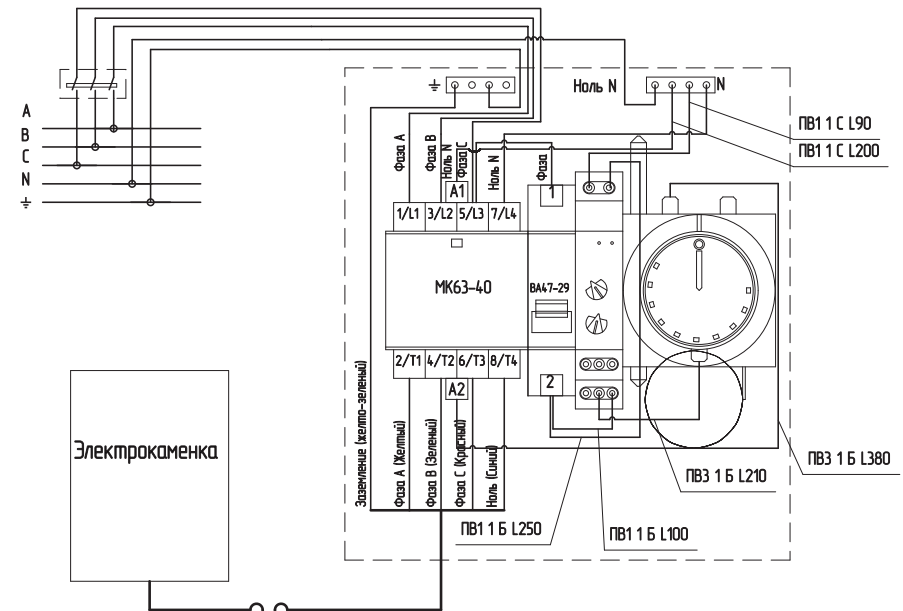 Ноль N
N
A
B
C
N
ПВ1 1 С L90
ПВ1 1 С L200
Фаза А
Фаза В
Ноль N
Фаза С
Ноль N
Фаза
A1
1
1/L1
3/L2
5/L3
7/L4
МК63-40
ВА47-29
2/T1
4/T2
6/T3
8/T4
A2
2
Заземление (желто-зеленый)
Фаза А (Желтый)
Фаза В (Зеленый)
Фаза С (Красный)
Ноль (Синий)
Электрокаменка
ПВ3 1 Б L380
ПВ3 1 Б L210
ПВ1 1 Б L250
ПВ1 1 Б L100